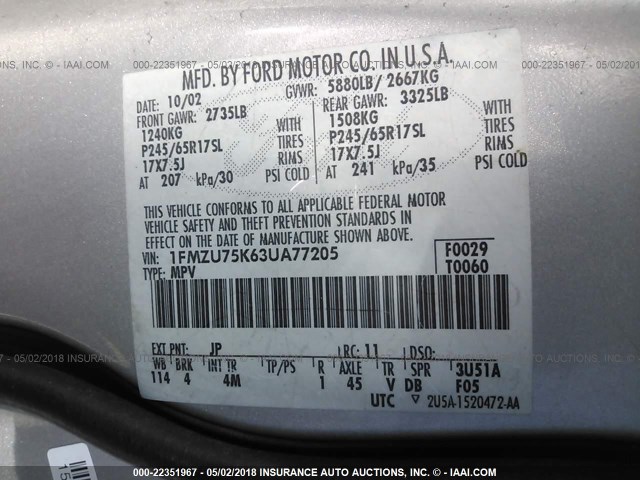 000-22351967 - 05/02/2018 INSURANCE AUTO AUCTIONS, INC. - IAAI.COM
MFD. BY FORD MOTOR CO. IN U.S.A.
DATE: 10/02 GVWR: 5880LB/ 2667KG
FRONT GAWR: 2735LB REAR GAWR: 3325LB
1240KG WITH 1508KG WITH
P245/65R17SL TIRES P245/65R17SL TIRES
17X7.5J RIMS 17X7.5J RIMS
AT 207 kPa/30 PSI COLD AT 241 kPa/35 PSI COLD
THIS VEHICLE CONFORMS TO ALL APPLICABLE FEDERAL MOTOR
VEHICLE SAFETY AND THEFT PREVENTION STANDARDS IN
EFFECT ON THE DATE OF MANUFACTURE SHOWN ABOVE.
VIN: 1FMZU75K63UA77205 F0029
TYPE: MPV T0060
EXT PNT: JP RC: 11 DSO:
WB BRK INT TR TP/PS R AXLE TR SPR 3U51A
114 4 4M 1 45 V DB F05
UTC 2U5A-1520472-AA
000-22351967 - 05/02/2018 INSURANCE AUTO AUCTIONS, INC. - IAAI.COM